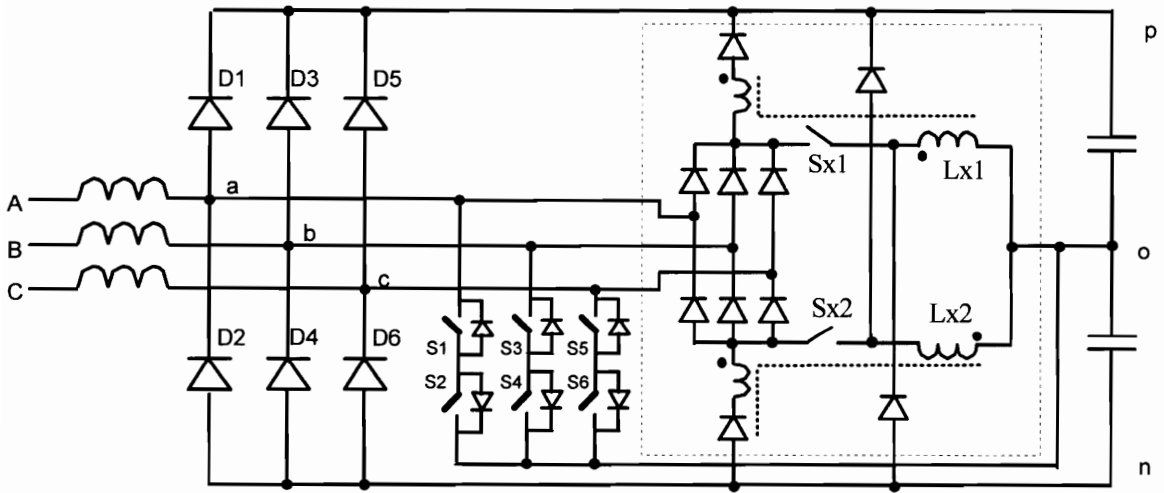 p
D1 D3 D5
Sx1 Lx1
A a
B b o
C c
D2 D4 D6 Sx2 Lx2
S1 S3 S5
S2 S4 S6
n